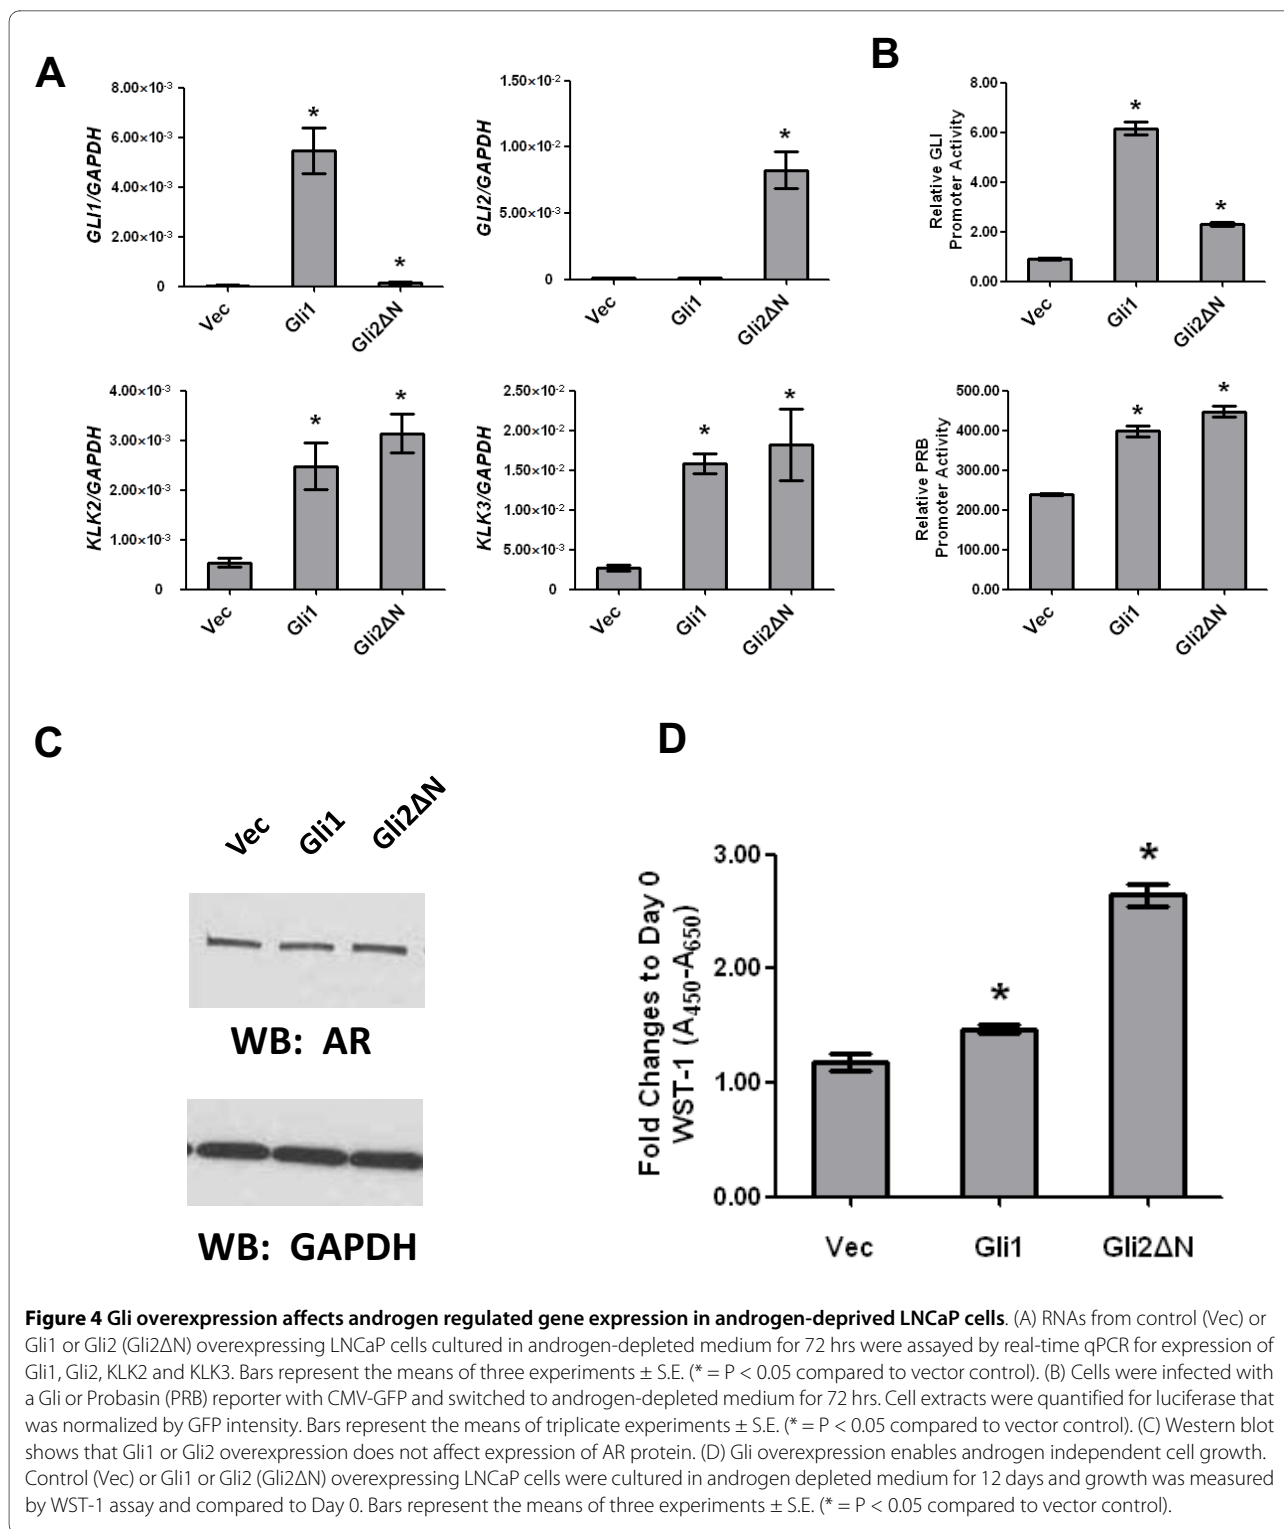 A
8.00×10-3
6.00×10-3
4.00×10-3
2.00×10-3
0
GLI1/GAPDH
*
*
Vec
Gli1
Gli2ΔN
1.50×10-2
1.00×10-2
5.00×10-3
0
GLI2/GAPDH
*
Vec
Gli1
Gli2ΔN
4.00×10-3
3.00×10-3
2.00×10-3
1.00×10-3
0
KLK2/GAPDH
*
*
Vec
Gli1
Gli2ΔN
2.50×10-2
2.00×10-2
1.50×10-2
1.00×10-2
5.00×10-3
0
KLK3/GAPDH
*
*
Vec
Gli1
Gli2ΔN
B
8.00
6.00
4.00
2.00
0.00
Relative GLI
Promoter Activity
*
*
Vec
Gli1
Gli2ΔN
500.00
400.00
300.00
200.00
100.00
0.00
Relative PRB
Promoter Activity
*
*
Vec
Gli1
Gli2ΔN
C
Vec
Gli1
Gli2ΔN
WB: AR
WB: GAPDH
D
3.00
2.00
1.00
0.00
Fold Changes to Day 0
WST-1 (A450-A650)
*
*
Vec
Gli1
Gli2ΔN
Figure 4 Gli overexpression affects androgen regulated gene expression in androgen-deprived LNCaP cells. (A) RNAs from control (Vec) or
Gli1 or Gli2 (Gli2ΔN) overexpressing LNCaP cells cultured in androgen-depleted medium for 72 hrs were assayed by real-time qPCR for expression of
Gli1, Gli2, KLK2 and KLK3. Bars represent the means of three experiments ± S.E. (* = P < 0.05 compared to vector control). (B) Cells were infected with
a Gli or Probasin (PRB) reporter with CMV-GFP and switched to androgen-depleted medium for 72 hrs. Cell extracts were quantified for luciferase that
was normalized by GFP intensity. Bars represent the means of triplicate experiments ± S.E. (* = P < 0.05 compared to vector control). (C) Western blot
shows that Gli1 or Gli2 overexpression does not affect expression of AR protein. (D) Gli overexpression enables androgen independent cell growth.
Control (Vec) or Gli1 or Gli2 (Gli2ΔN) overexpressing LNCaP cells were cultured in androgen depleted medium for 12 days and growth was measured
by WST-1 assay and compared to Day 0. Bars represent the means of three experiments ± S.E. (* = P < 0.05 compared to vector control).